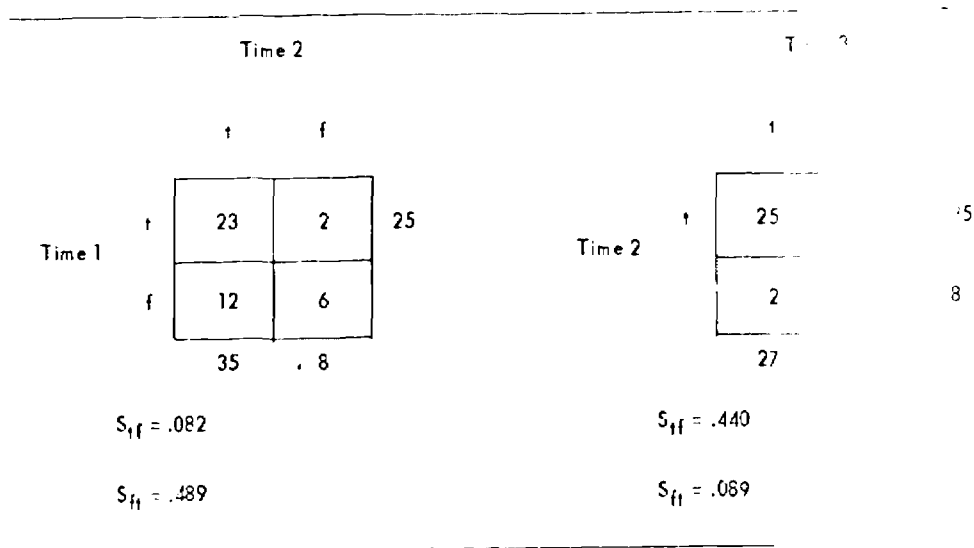 Time 2
t f
t 23 2 25
Time 1
f 12 6
35 8
S_tf = .082
S_ft = .489
t
t 25 5
Time 2
2 8
27
S_tf = .440
S_ft = .089